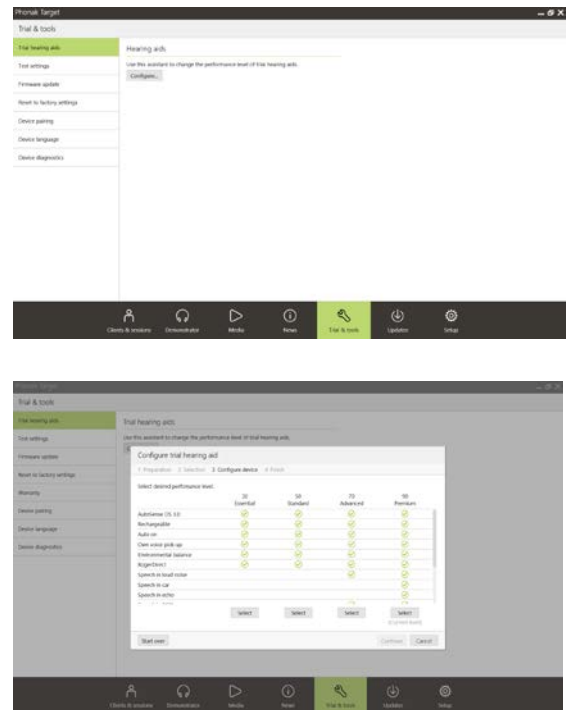 Phonak Target
Trial & tools
Trial hearing aids
Test settings
Firmware update
Reset to factory settings
Device pairing
Device language
Device diagnostics
Hearing aids
Use this assistant to change the performance level of trial hearing aids.
Configure...
Clients & sessions Demonstrator Media News Trial & tools Updates Setup
Phonak Target
Trial & tools
Trial hearing aids
Test settings
Firmware update
Reset to factory settings
Warranty
Device pairing
Device language
Device diagnostics
Trial hearing aids
Use this assistant to change the performance level of trial hearing aids.
Configure trial hearing aid
1 Preparation 2 Selection 3 Configure device 4 Finish
Select desired performance level.
30 50 70 90
Essential Standard Advanced Premium
AutoSense OS 3.0
Rechargeable
Auto on
Own voice pick-up
Environmental balance
RogerDirect
Speech in loud noise
Speech in car
Speech in echo
Select Select Select Select
(Current level)
Start over Continue Cancel
Clients & sessions Demonstrator Media News Trial & tools Updates Setup